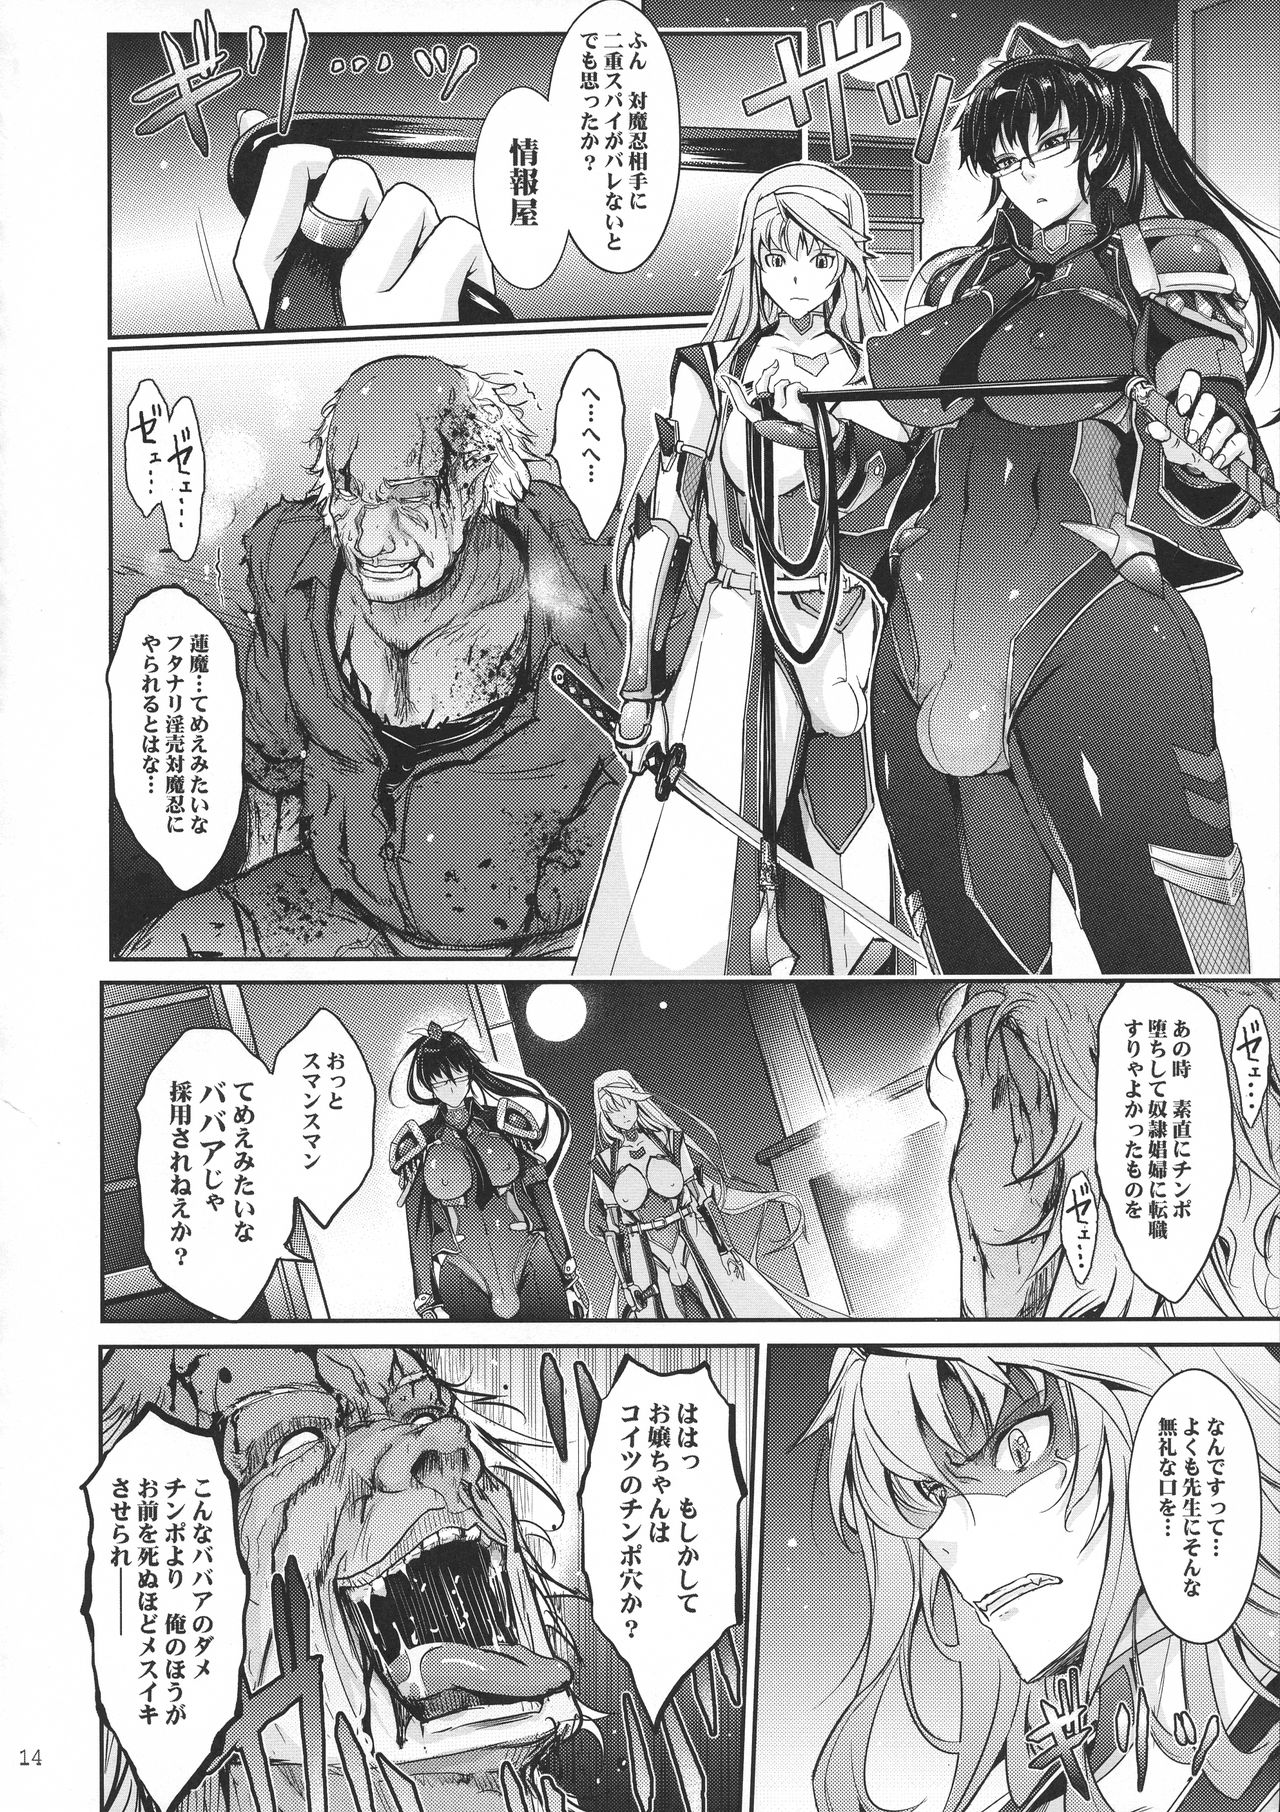 ザッ
ザッ
ふん　対魔忍相手に
二重スパイがバレないと
でも思ったか？
情報屋
ギリ…ギリ
へ…へへ…
ゼェ…
ゼェ…
蓮魔…てめえみたいな
フタナリ淫売対魔忍に
やられるとはな…
あの時　素直にチンポ
堕ちして奴隷娼婦に転職
すりゃよかったものを
ゼェ…
ゼェ…
おっと
スマンスマン
てめえみたいな
ババアじゃ
採用されねえか？
なんですって…
よくも先生にそんな
無礼な口を…
ははっ　もしかして
お嬢ちゃんは
コイツのチンポ穴か？
こんなババアのダメ
チンポより　俺のほうが
お前を死ぬほどメスイキ
させられ――
14